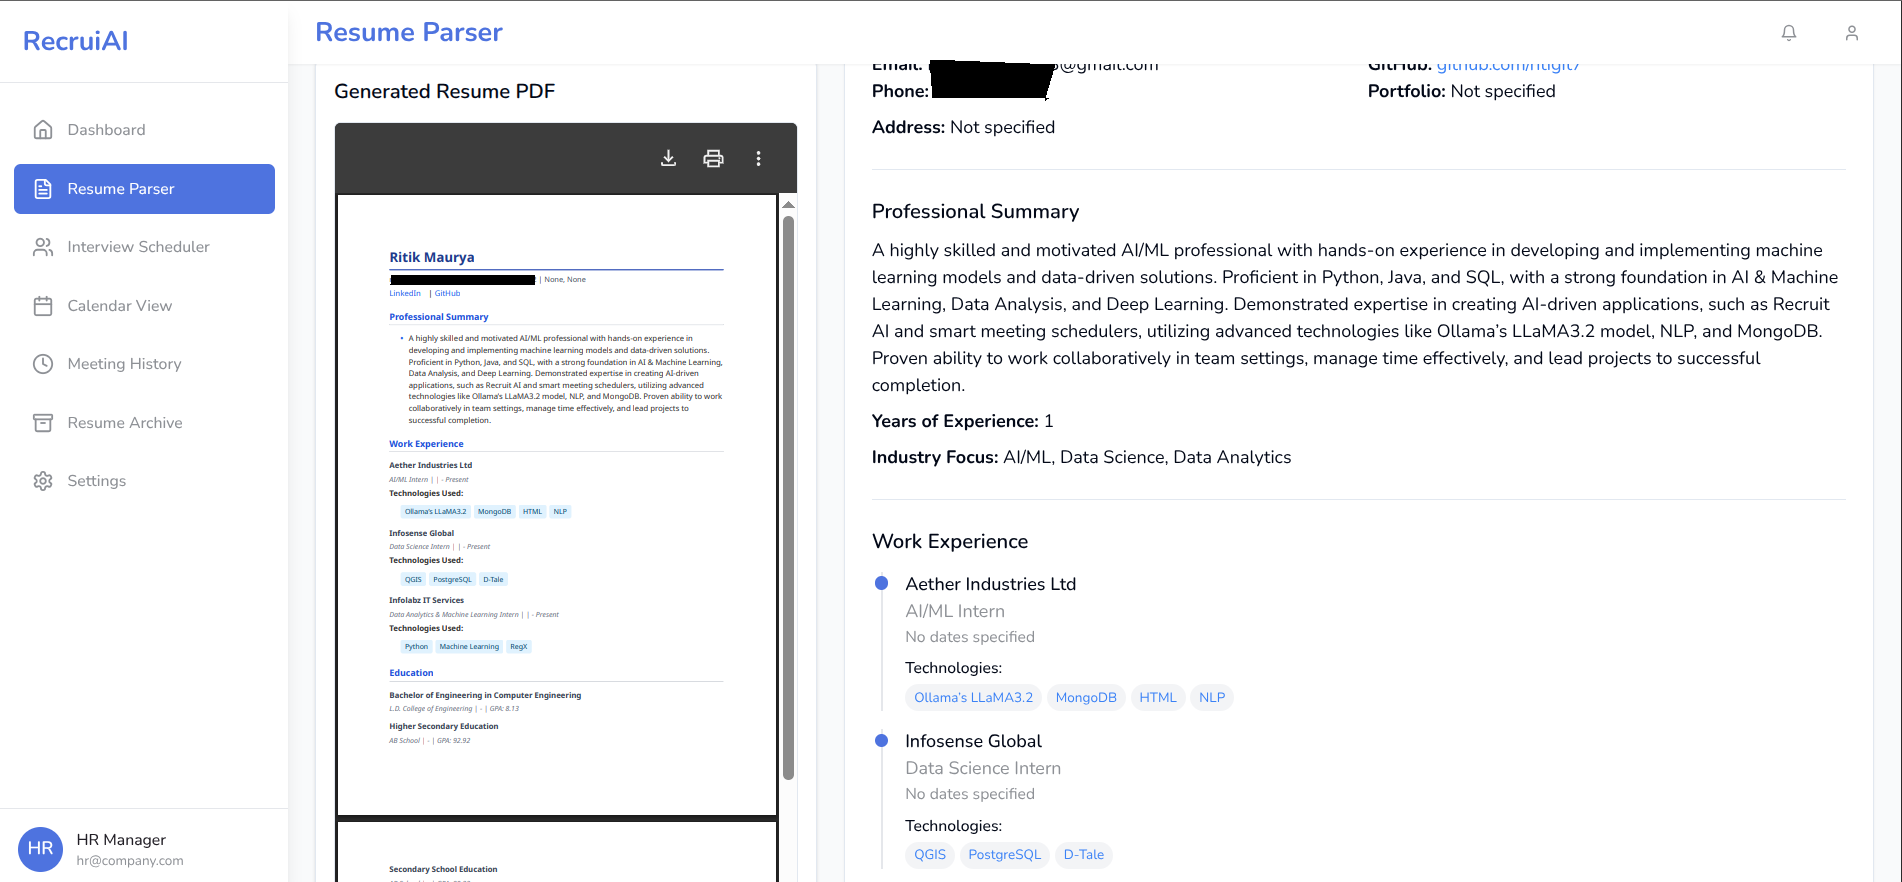 RecruiAI
Dashboard
Resume Parser
Interview Scheduler
Calendar View
Meeting History
Resume Archive
Settings
HR
HR Manager
hr@company.com
Resume Parser
Generated Resume PDF
Ritik Maurya
| None, None
LinkedIn | GitHub
Professional Summary
• A highly skilled and motivated AI/ML professional with hands-on experience in
developing and implementing machine learning models and data-driven solutions.
Proficient in Python, Java, and SQL, with a strong foundation in AI & Machine Learning,
Data Analysis, and Deep Learning. Demonstrated expertise in creating AI-driven
applications, such as Recruit AI and smart meeting schedulers, utilizing advanced
technologies like Ollama's LLaMA3.2 model, NLP, and MongoDB. Proven ability to work
collaboratively in team settings, manage time effectively, and lead projects to
successful completion.
Work Experience
Aether Industries Ltd
AI/ML Intern | | - Present
Technologies Used:
Ollama's LLaMA3.2 MongoDB HTML NLP
Infosense Global
Data Science Intern | | - Present
Technologies Used:
QGIS PostgreSQL D-Tale
Infolabz IT Services
Data Analytics & Machine Learning Intern | | - Present
Technologies Used:
Python Machine Learning RegX
Education
Bachelor of Engineering in Computer Engineering
L.D. College of Engineering | - | GPA: 8.13
Higher Secondary Education
AB School | - | GPA: 92.92
Secondary School Education
Email: @gmail.com
GitHub: github.com/ritigit7
Phone:
Portfolio: Not specified
Address: Not specified
Professional Summary
A highly skilled and motivated AI/ML professional with hands-on experience in developing and implementing machine
learning models and data-driven solutions. Proficient in Python, Java, and SQL, with a strong foundation in AI & Machine
Learning, Data Analysis, and Deep Learning. Demonstrated expertise in creating AI-driven applications, such as Recruit
AI and smart meeting schedulers, utilizing advanced technologies like Ollama's LLaMA3.2 model, NLP, and MongoDB.
Proven ability to work collaboratively in team settings, manage time effectively, and lead projects to successful
completion.
Years of Experience: 1
Industry Focus: AI/ML, Data Science, Data Analytics
Work Experience
Aether Industries Ltd
AI/ML Intern
No dates specified
Technologies:
Ollama's LLaMA3.2 MongoDB HTML NLP
Infosense Global
Data Science Intern
No dates specified
Technologies:
QGIS PostgreSQL D-Tale